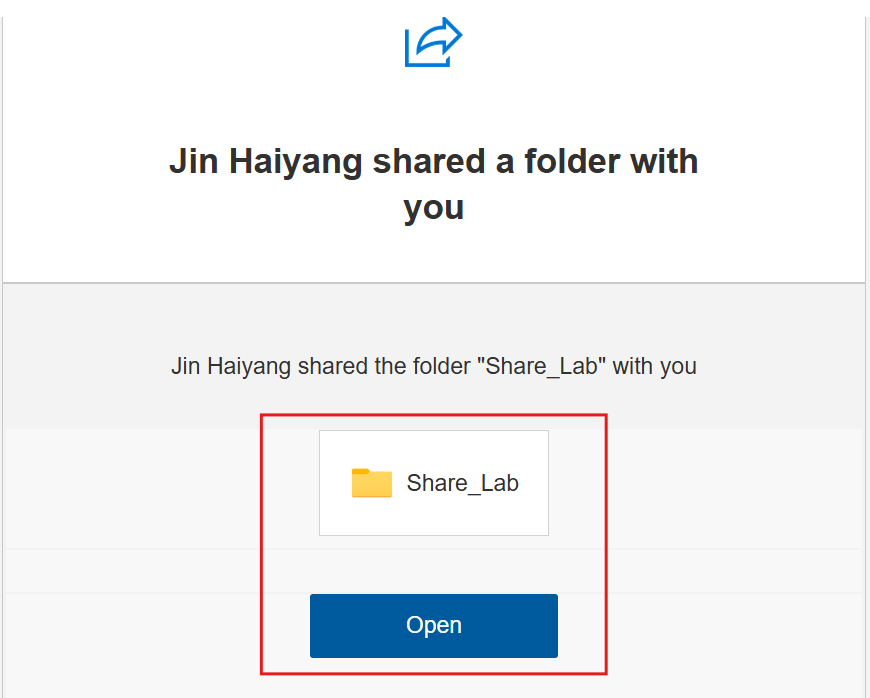 Jin Haiyang shared a folder with
you
Jin Haiyang shared the folder "Share_Lab" with you
Share_Lab
Open